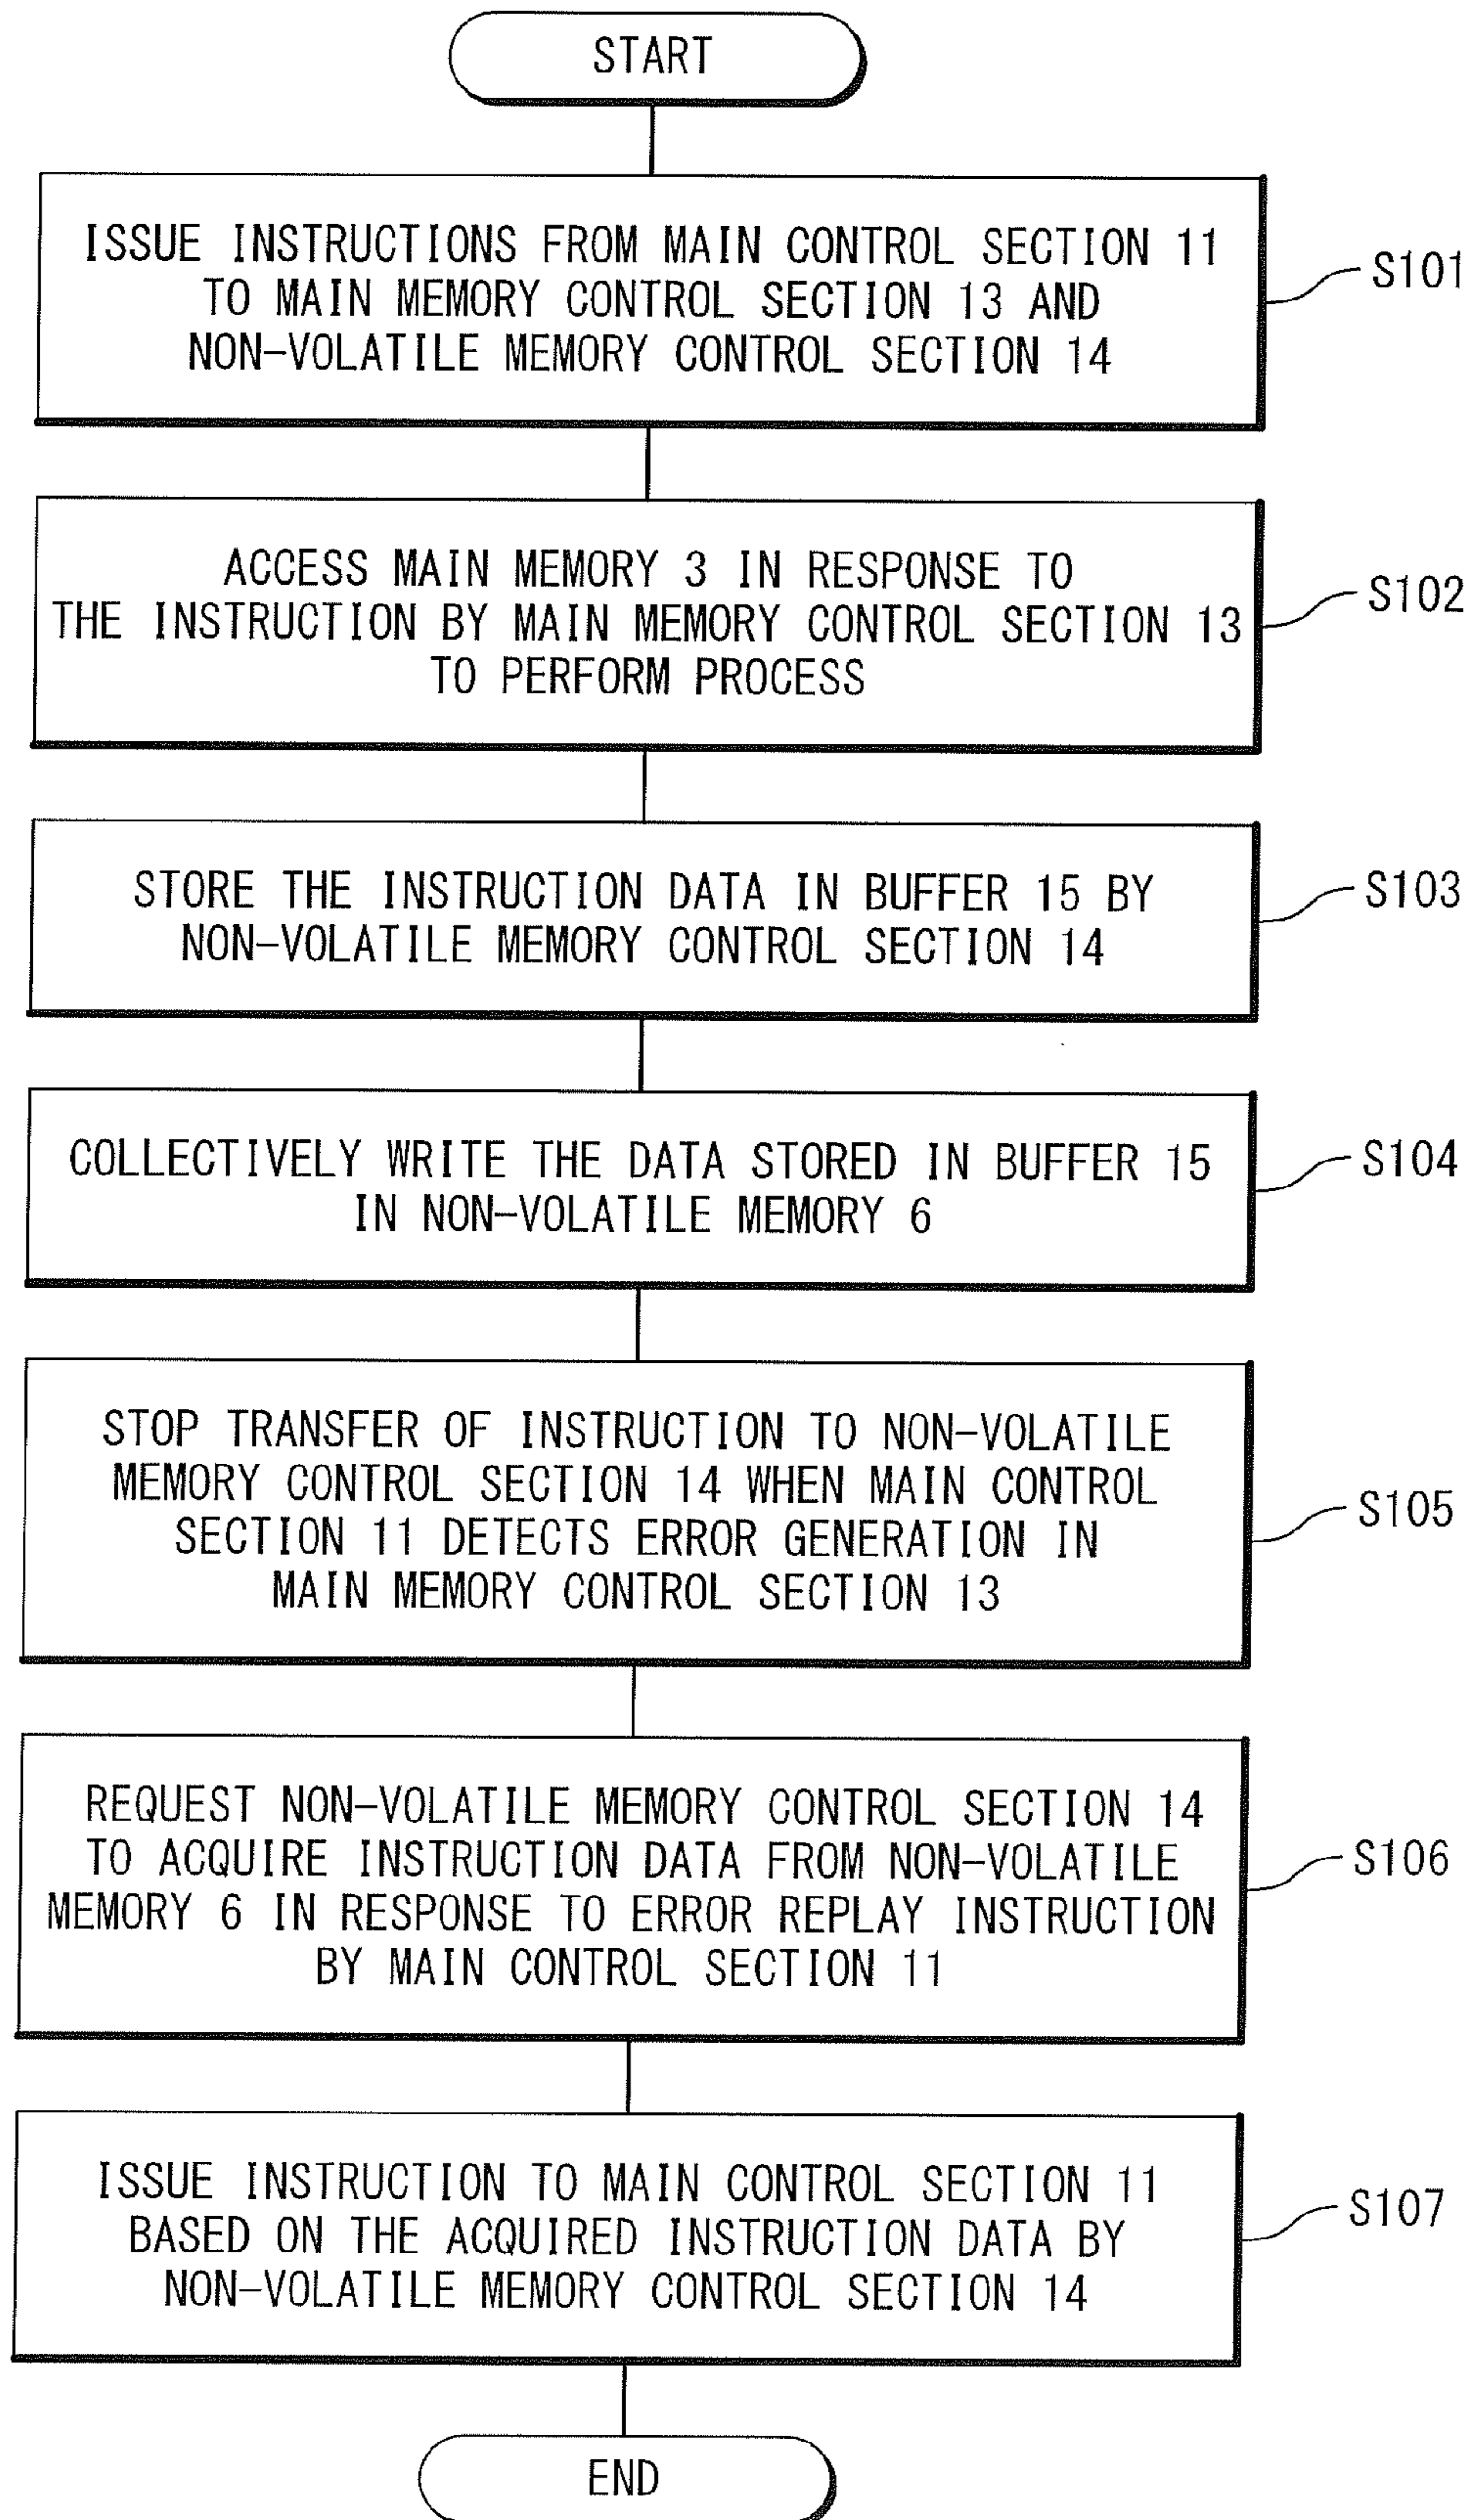 START
ISSUE INSTRUCTIONS FROM MAIN CONTROL SECTION 11
TO MAIN MEMORY CONTROL SECTION 13 AND
NON-VOLATILE MEMORY CONTROL SECTION 14
S101
ACCESS MAIN MEMORY 3 IN RESPONSE TO
THE INSTRUCTION BY MAIN MEMORY CONTROL SECTION 13
TO PERFORM PROCESS
S102
STORE THE INSTRUCTION DATA IN BUFFER 15 BY
NON-VOLATILE MEMORY CONTROL SECTION 14
S103
COLLECTIVELY WRITE THE DATA STORED IN BUFFER 15
IN NON-VOLATILE MEMORY 6
S104
STOP TRANSFER OF INSTRUCTION TO NON-VOLATILE
MEMORY CONTROL SECTION 14 WHEN MAIN CONTROL
SECTION 11 DETECTS ERROR GENERATION IN
MAIN MEMORY CONTROL SECTION 13
S105
REQUEST NON-VOLATILE MEMORY CONTROL SECTION 14
TO ACQUIRE INSTRUCTION DATA FROM NON-VOLATILE
MEMORY 6 IN RESPONSE TO ERROR REPLAY INSTRUCTION
BY MAIN CONTROL SECTION 11
S106
ISSUE INSTRUCTION TO MAIN CONTROL SECTION 11
BASED ON THE ACQUIRED INSTRUCTION DATA BY
NON-VOLATILE MEMORY CONTROL SECTION 14
S107
END